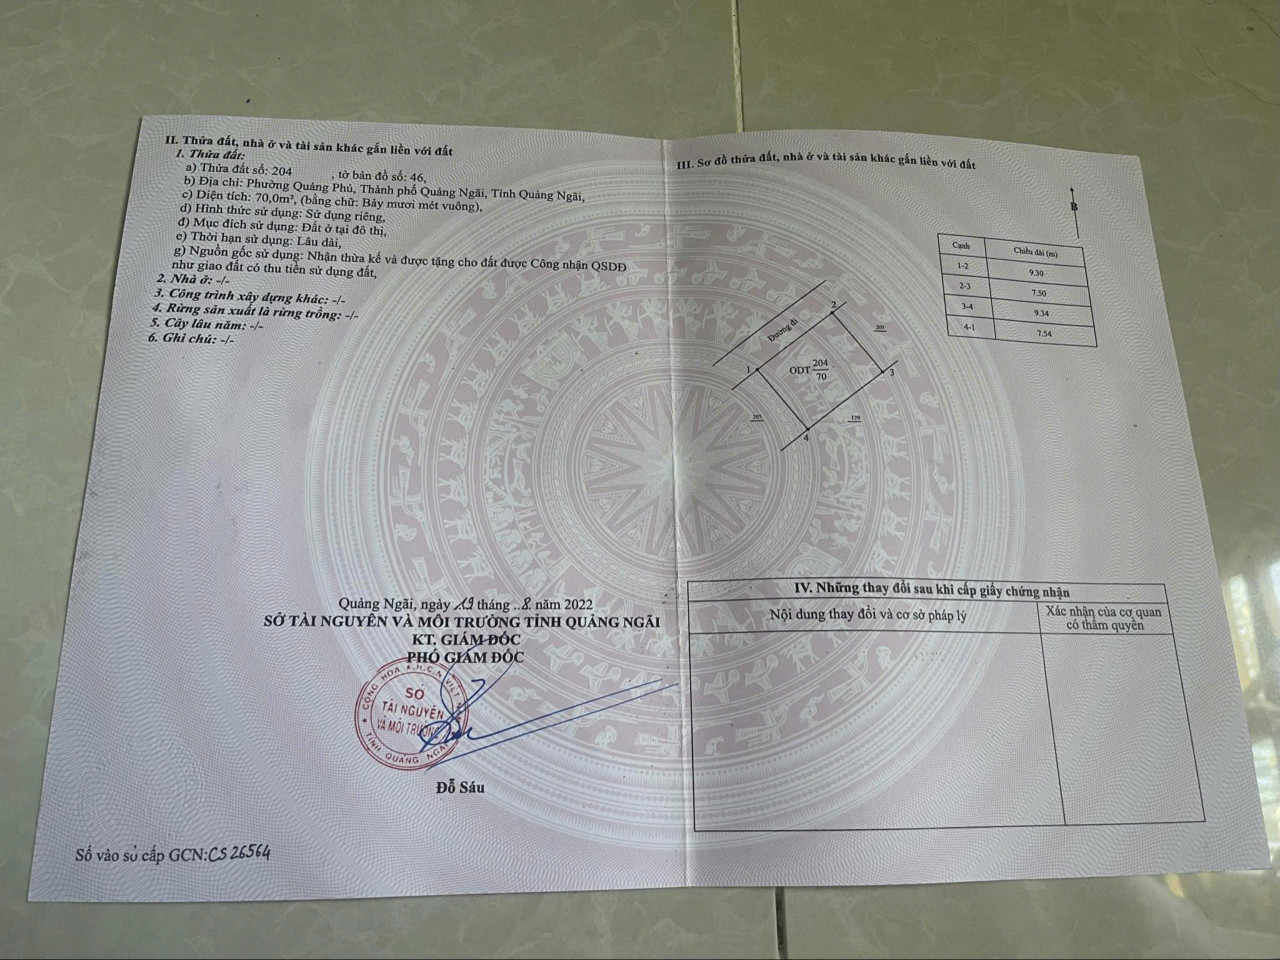 II. Thửa đất, nhà ở và tài sản khác gắn liền với đất
1. Thửa đất:
a) Thửa đất số: 204 , tờ bản đồ số: 46,
b) Địa chỉ: Phường Quảng Phú, Thành phố Quảng Ngãi, Tỉnh Quảng Ngãi,
c) Diện tích: 70,0m², (bằng chữ: Bảy mươi mét vuông),
d) Hình thức sử dụng: Sử dụng riêng,
đ) Mục đích sử dụng: Đất ở tại đô thị,
e) Thời hạn sử dụng: Lâu dài,
g) Nguồn gốc sử dụng: Nhận thừa kế và được tặng cho đất được Công nhận QSDĐ
như giao đất có thu tiền sử dụng đất,
2. Nhà ở: -/-
3. Công trình xây dựng khác: -/-
4. Rừng sản xuất là rừng trồng: -/-
5. Cây lâu năm: -/-
6. Ghi chú: -/-
Quảng Ngãi, ngày 19 tháng ..8. năm 2022
SỞ TÀI NGUYÊN VÀ MÔI TRƯỜNG TỈNH QUẢNG NGÃI
KT. GIÁM ĐỐC
PHÓ GIÁM ĐỐC
CỘNG HÒA X.H.C.N VIỆT
SỞ
TÀI NGUYÊN
VÀ MÔI TRƯỜNG
TỈNH QUẢNG NGÃI
Đỗ Sáu
Số vào sổ cấp GCN:CS 26564
III. Sơ đồ thửa đất, nhà ở và tài sản khác gắn liền với đất
B
Cạnh Chiều dài (m)
1-2 9.30
2-3 7.50
3-4 9.34
4-1 7.54
Đường đi
2
1
3
4
ODT 204
70
203
205
120
IV. Những thay đổi sau khi cấp giấy chứng nhận
Nội dung thay đổi và cơ sở pháp lý
Xác nhận của cơ quan
có thẩm quyền